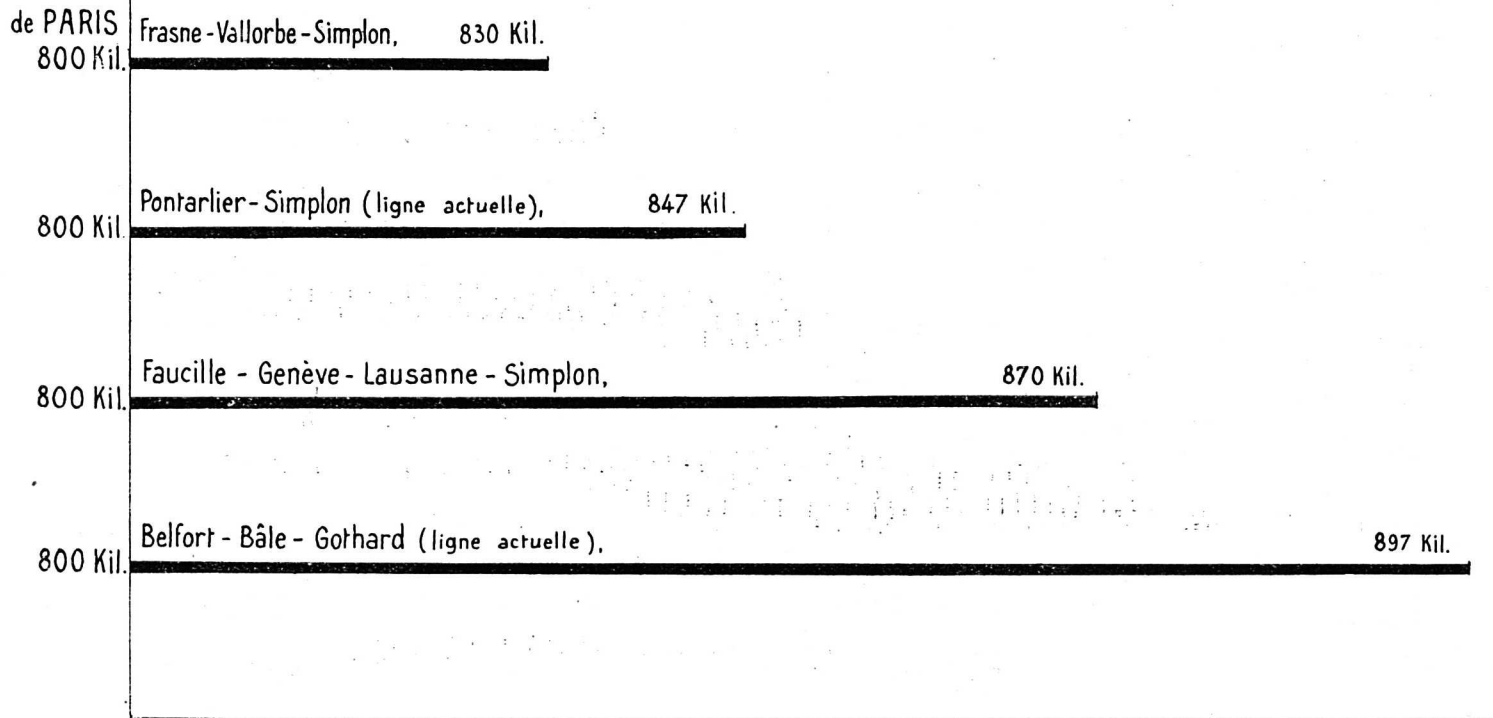 de PARIS
Frasne-Vallorbe-Simplon, 830 Kil.
800 Kil.
Pontarlier-Simplon (ligne actuelle), 847 Kil.
800 Kil.
Faucille - Genève - Lausanne - Simplon, 870 Kil.
800 Kil.
Belfort - Bâle - Gothard (ligne actuelle), 897 Kil.
800 Kil.